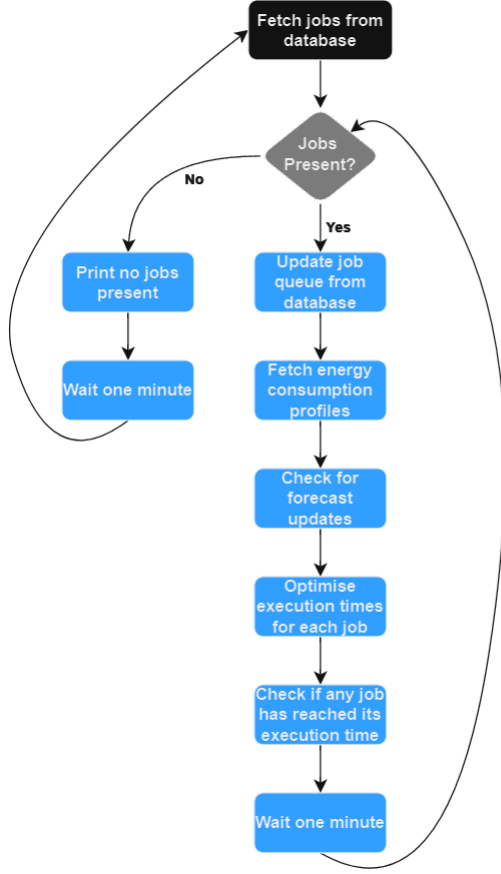 Fetch jobs from
database
Jobs
Present?
No
Yes
Print no jobs
present
Wait one minute
Update job
queue from
database
Fetch energy
consumption
profiles
Check for
forecast
updates
Optimise
execution times
for each job
Check if any job
has reached its
execution time
Wait one minute